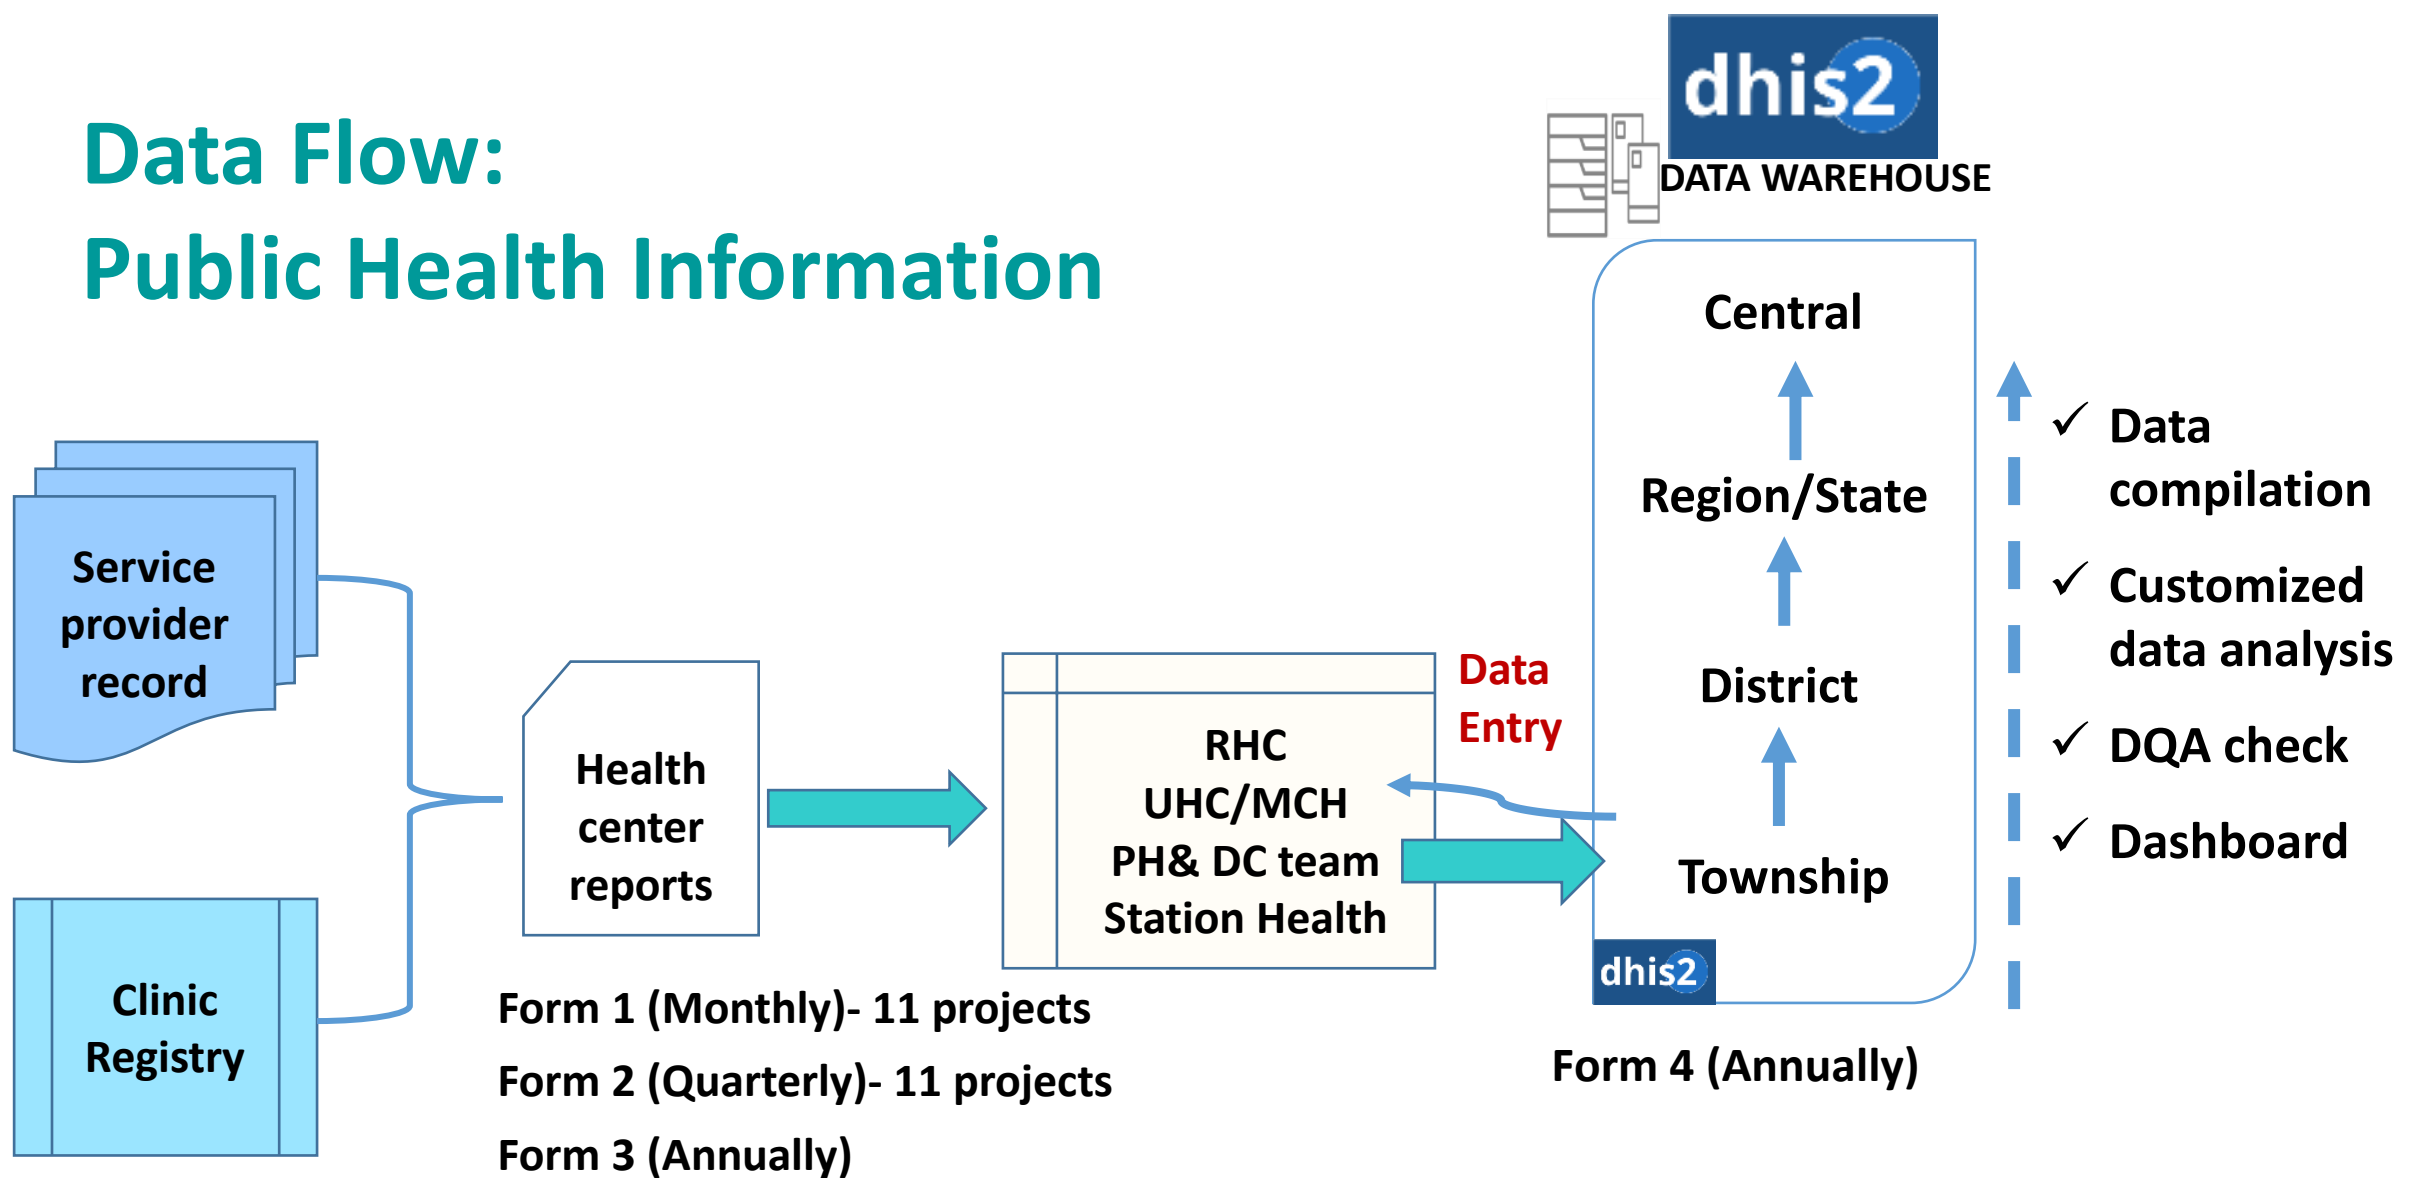 Data Flow:
Public Health Information
dhis2
DATA WAREHOUSE
Service
provider
record
Clinic
Registry
Health
center
reports
Form 1 (Monthly)- 11 projects
Form 2 (Quarterly)- 11 projects
Form 3 (Annually)
RHC
UHC/MCH
PH& DC team
Station Health
Data
Entry
Central
Region/State
District
Township
dhis2
Form 4 (Annually)
✓ Data
compilation
✓ Customized
data analysis
✓ DQA check
✓ Dashboard